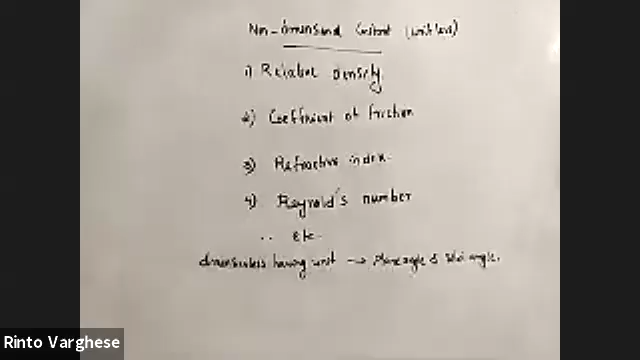 Non-dimensional Constant (unitless)
1) Relative density
2) Coefficient of friction
3) Refractive index.
4) Reynold's number
.. etc.
dimensionless having unit → plane angle & solid angle.
Rinto Varghese